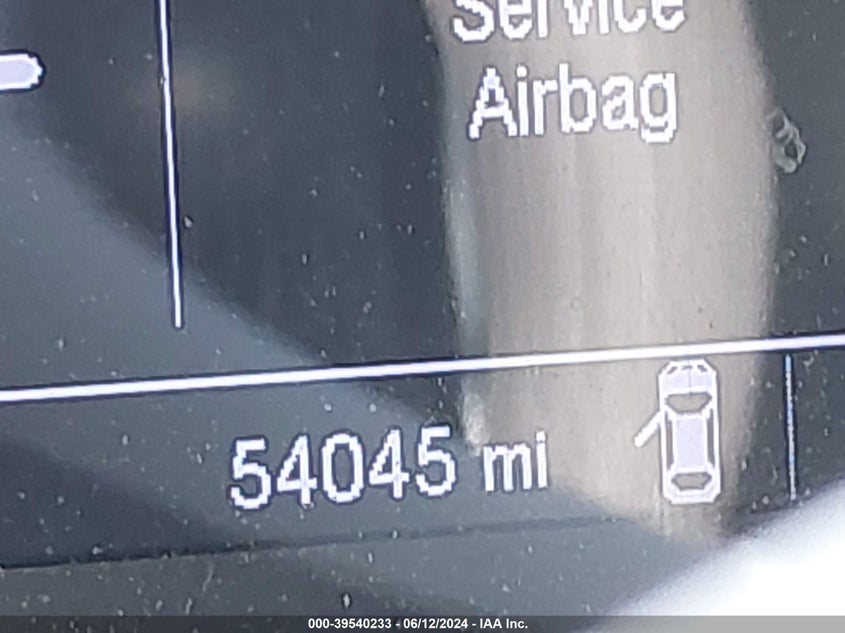 Service
Airbag
54045 mi
000-39540233 - 06/12/2024 - IAA Inc.